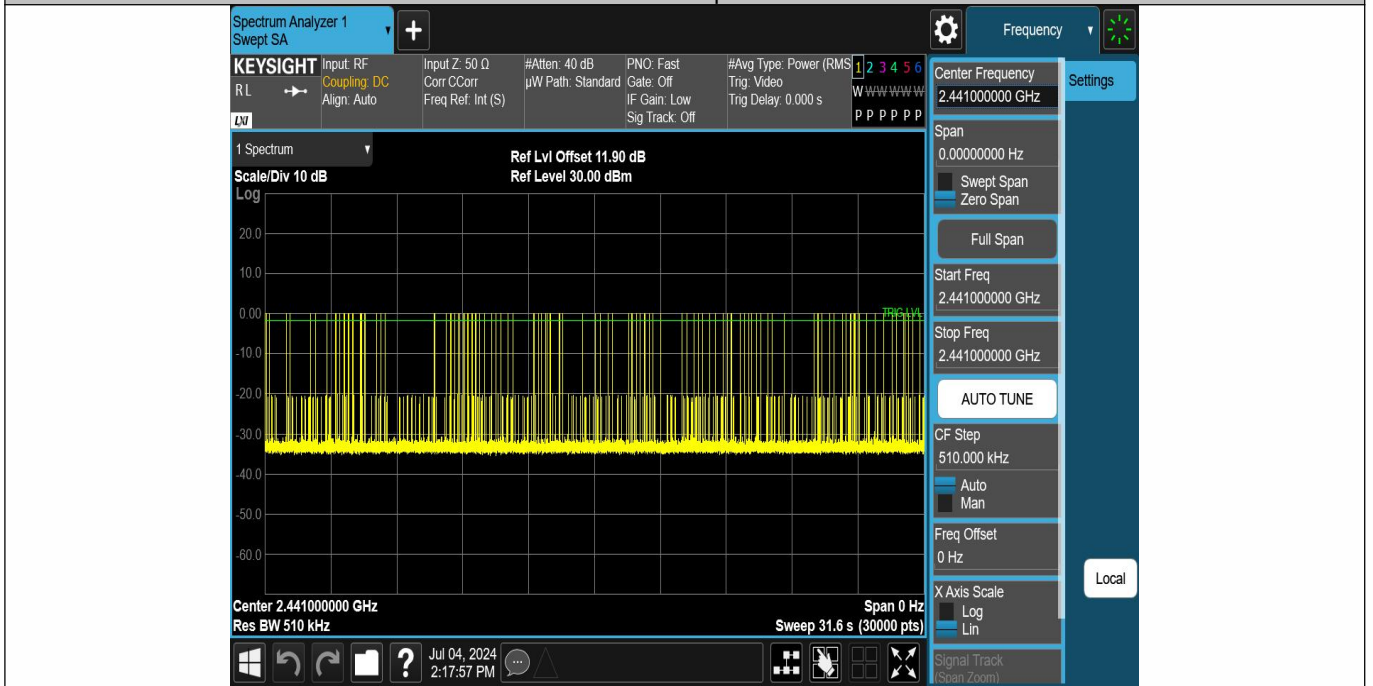 Spectrum Analyzer 1
Swept SA
+
Frequency
KEYSIGHT
RL
LXI
Input: RF
Coupling: DC
Align: Auto
Input Z: 50 Ω
Corr CCorr
Freq Ref: Int (S)
#Atten: 40 dB
µW Path: Standard
PNO: Fast
Gate: Off
IF Gain: Low
Sig Track: Off
#Avg Type: Power (RMS
Trig: Video
Trig Delay: 0.000 s
1 2 3 4 5 6
W W W W W W
P P P P P P
1 Spectrum
Scale/Div 10 dB
Ref Lvl Offset 11.90 dB
Ref Level 30.00 dBm
Log
20.0
10.0
0.00
TRIG LVL
-10.0
-20.0
-30.0
-40.0
-50.0
-60.0
Center 2.441000000 GHz
Res BW 510 kHz
Span 0 Hz
Sweep 31.6 s (30000 pts)
Center Frequency
2.441000000 GHz
Settings
Span
0.00000000 Hz
Swept Span
Zero Span
Full Span
Start Freq
2.441000000 GHz
Stop Freq
2.441000000 GHz
AUTO TUNE
CF Step
510.000 kHz
Auto
Man
Freq Offset
0 Hz
X Axis Scale
Log
Lin
Signal Track
(Span Zoom)
Local
?
Jul 04, 2024
2:17:57 PM